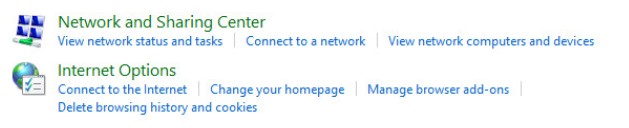 Network and Sharing Center
View network status and tasks | Connect to a network | View network computers and devices
Internet Options
Connect to the Internet | Change your homepage | Manage browser add-ons |
Delete browsing history and cookies